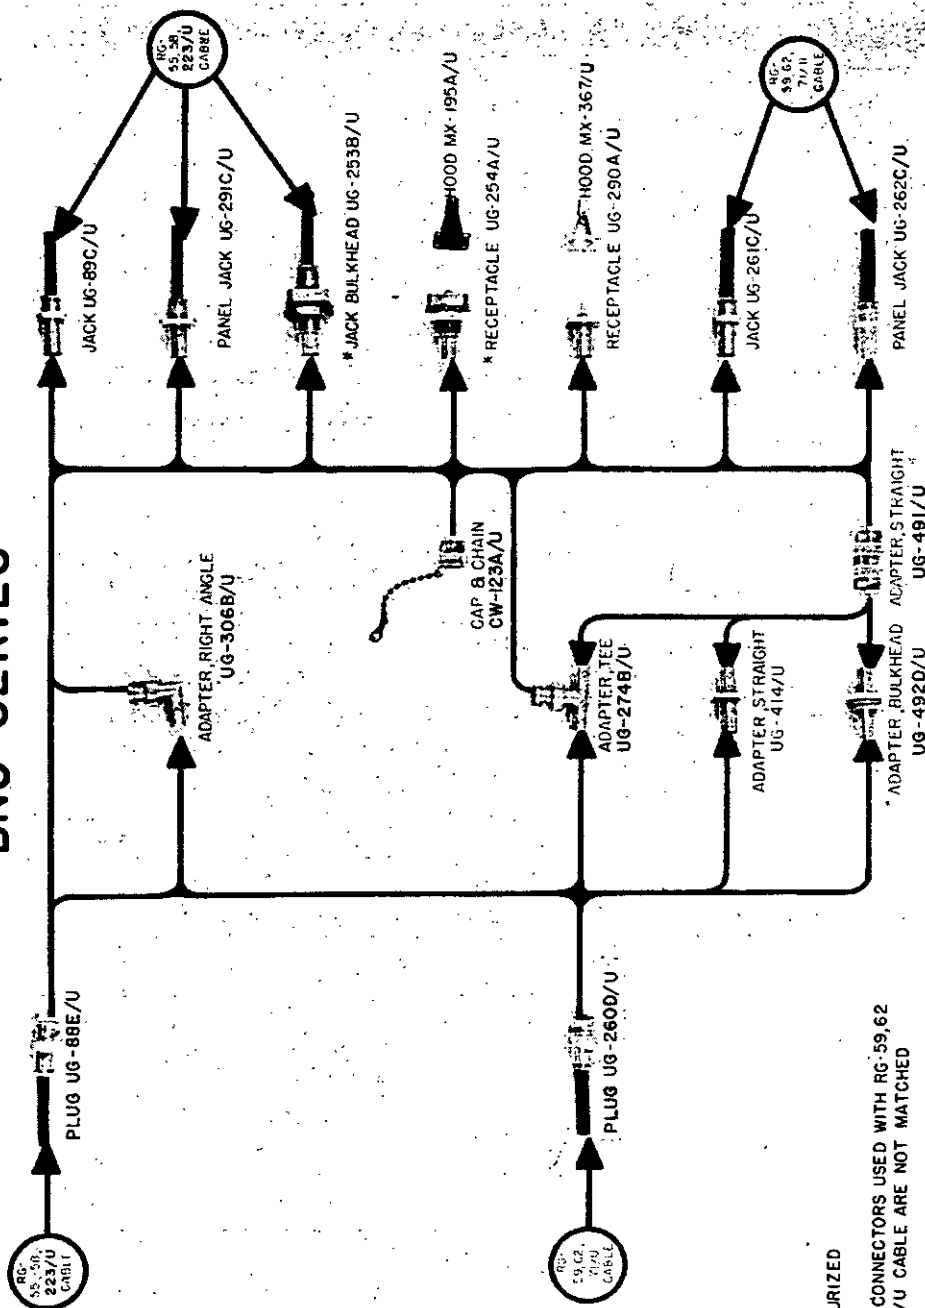 BNC SERIES
RG-
55, 58,
223/U
CABLE
PLUG UG-88E/U
RG-
59, 62,
71/U
CABLE
PLUG UG-260D/U
ADAPTER, RIGHT ANGLE
UG-306B/U
CAP & CHAIN
CW-123A/U
ADAPTER, TEE
UG-274B/U
ADAPTER, STRAIGHT
UG-414/U
* ADAPTER, BULKHEAD
UG-492D/U
ADAPTER, STRAIGHT
UG-491/U
RG-
55, 58,
223/U
CABLE
JACK UG-89C/U
PANEL JACK UG-291C/U
* JACK BULKHEAD UG-253B/U
HOOD MX-195A/U
* RECEPTACLE UG-254A/U
HOOD MX-367/U
RECEPTAGLE UG-290A/U
RG-
59, 62,
71/U
CABLE
JACK UG-261C/U
PANEL JACK UG-262C/U
URIZED
CONNECTORS USED WITH RG-59,62
/U CABLE ARE NOT MATCHED